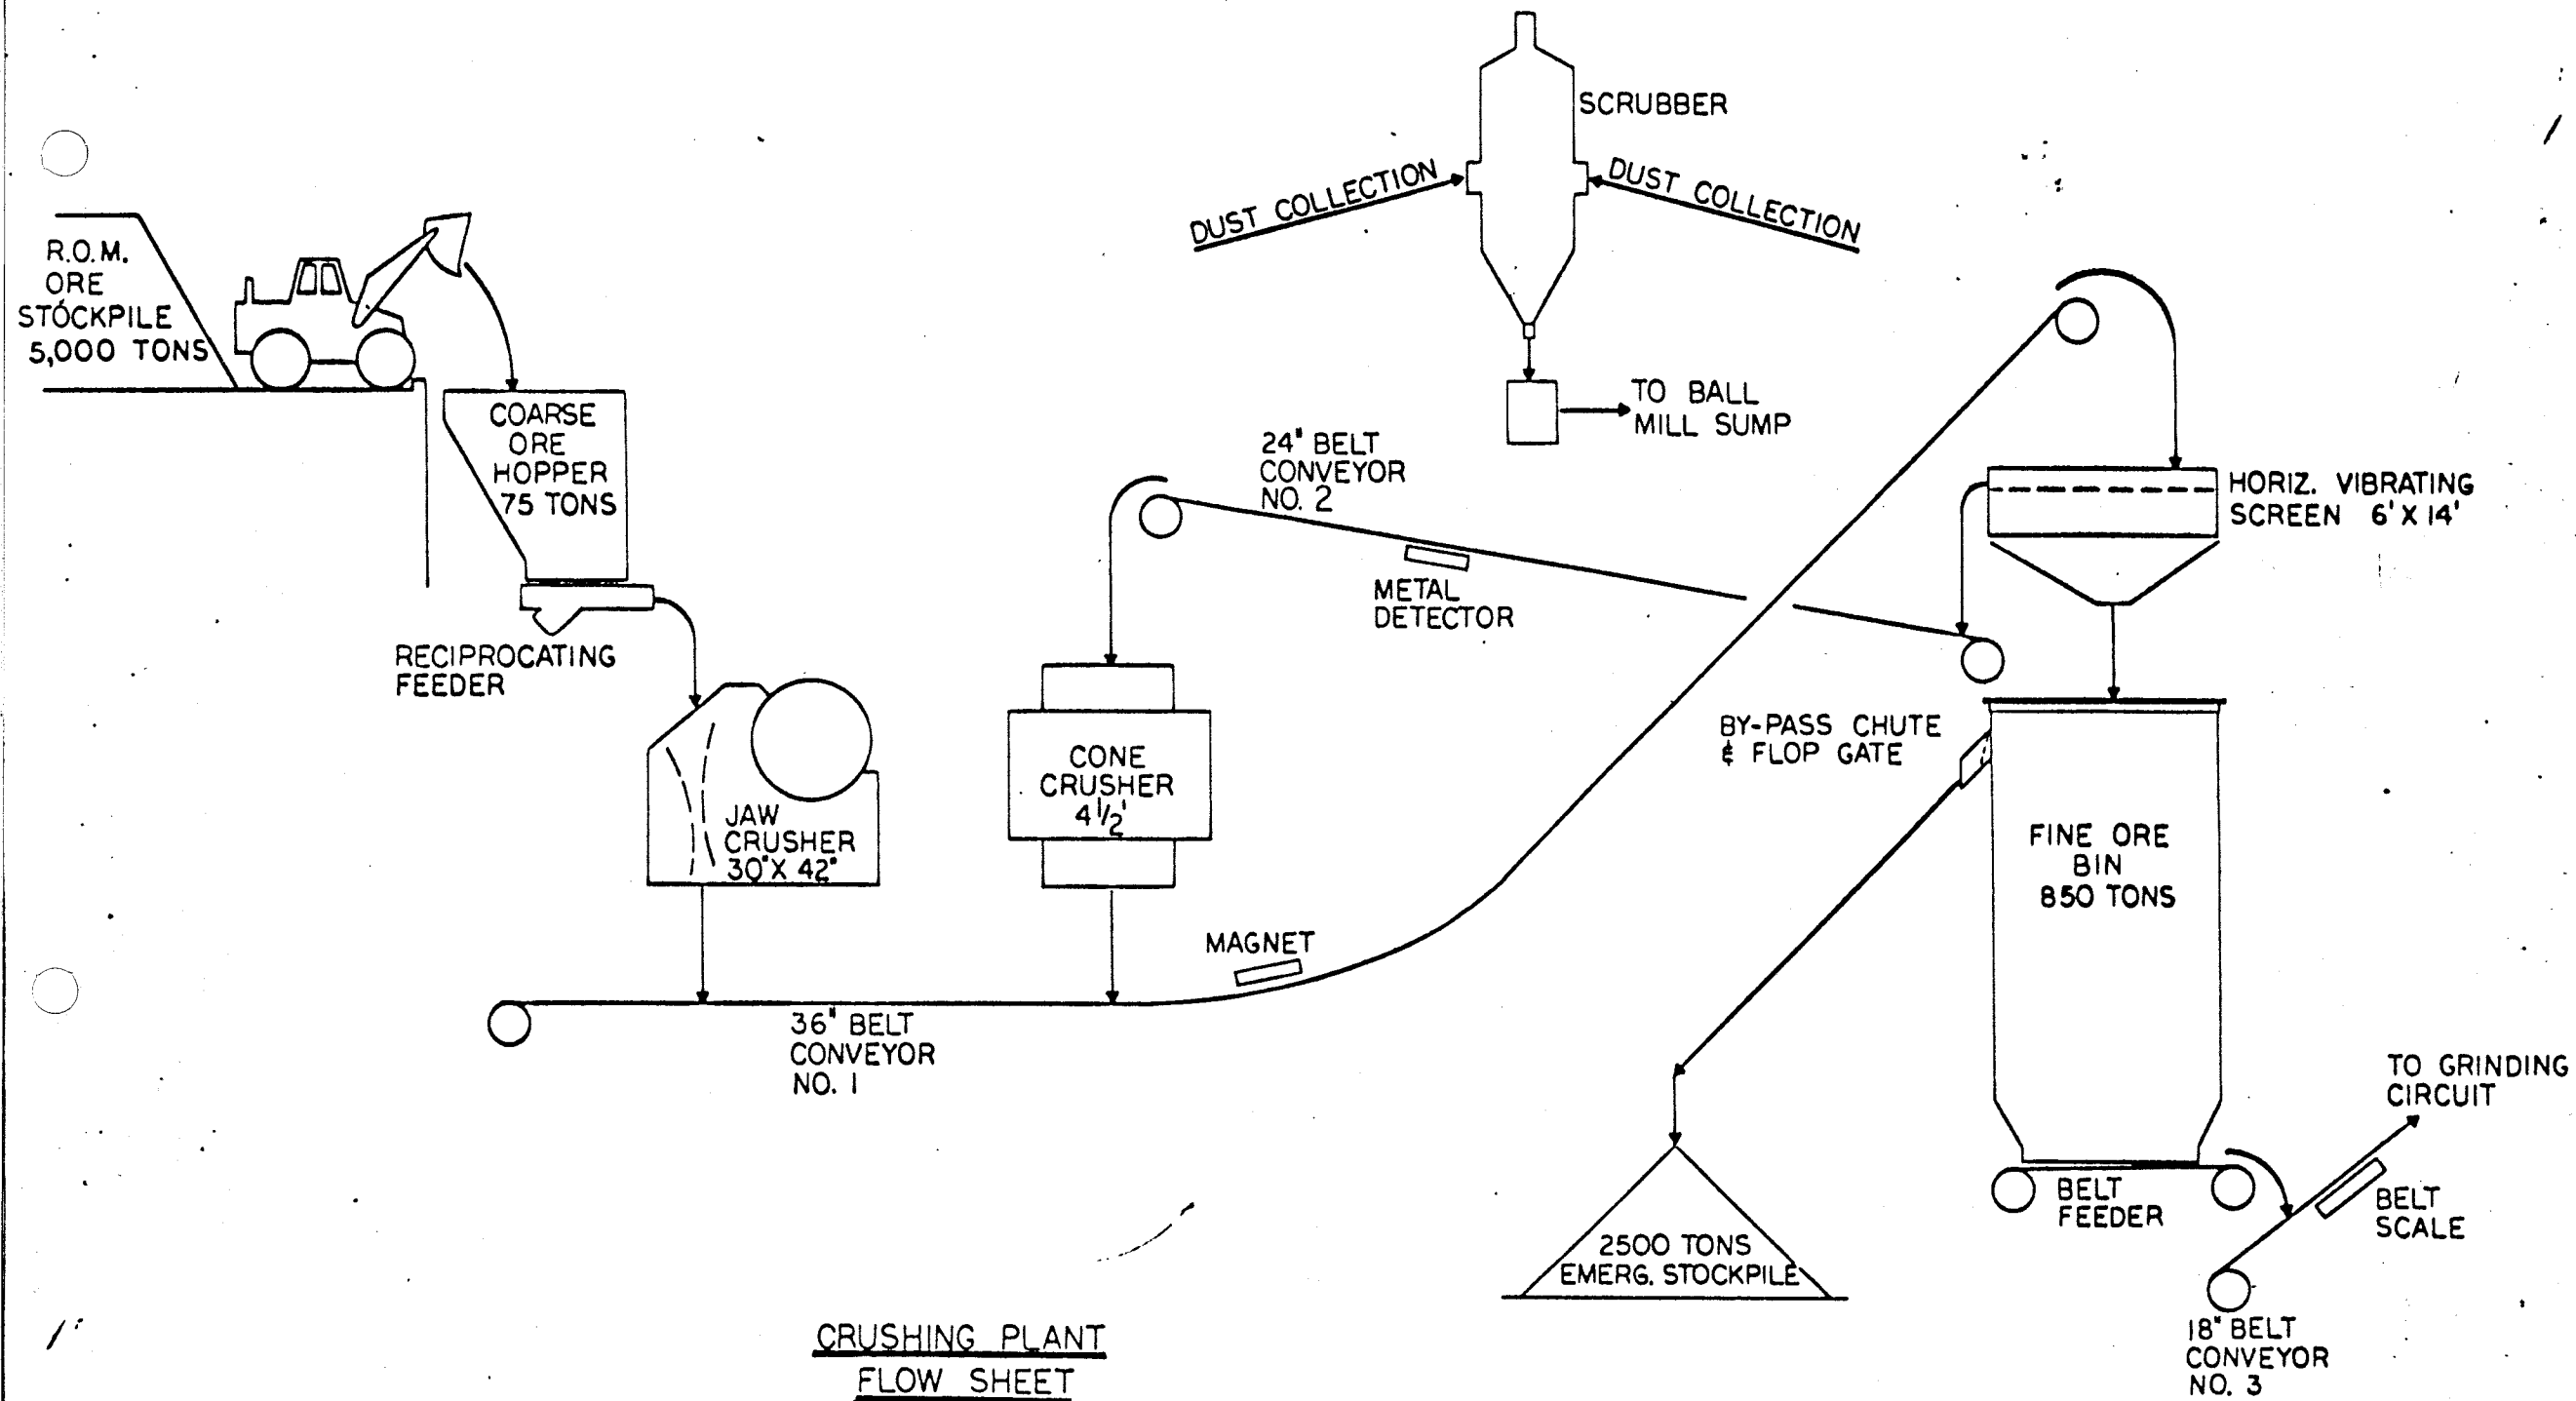 SCRUBBER
DUST COLLECTION
DUST COLLECTION
R.O.M.
ORE
STOCKPILE
5,000 TONS
COARSE
ORE
HOPPER
75 TONS
TO BALL
MILL SUMP
24" BELT
CONVEYOR
NO. 2
HORIZ. VIBRATING
SCREEN 6' X 14'
METAL
DETECTOR
RECIPROCATING
FEEDER
BY-PASS CHUTE
& FLOP GATE
CONE
CRUSHER
4 1/2'
JAW
CRUSHER
30" X 42"
FINE ORE
BIN
850 TONS
MAGNET
36" BELT
CONVEYOR
NO. 1
TO GRINDING
CIRCUIT
BELT
FEEDER
BELT
SCALE
2500 TONS
EMERG. STOCKPILE
18" BELT
CONVEYOR
NO. 3
CRUSHING PLANT
FLOW SHEET